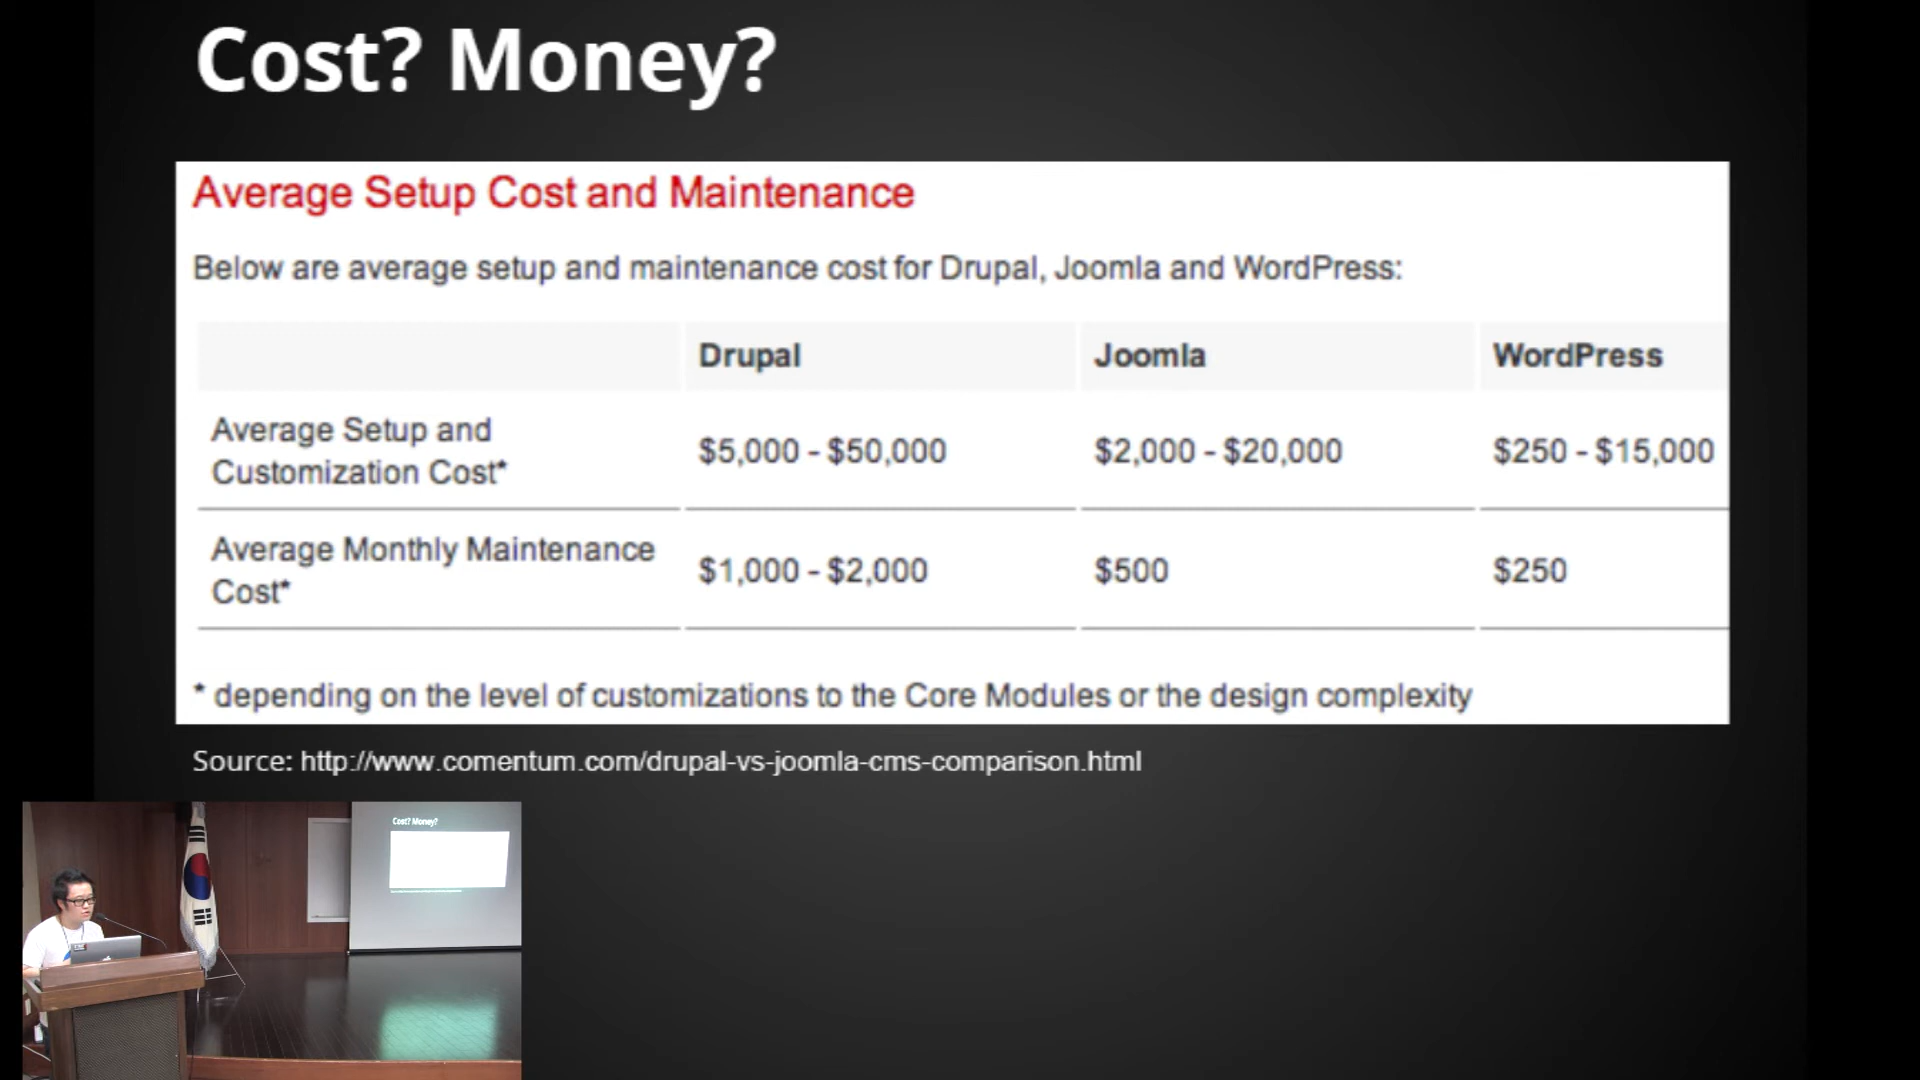 Cost? Money?
Average Setup Cost and Maintenance
Below are average setup and maintenance cost for Drupal, Joomla and WordPress:
Drupal Joomla WordPress
Average Setup and
Customization Cost*
$5,000 - $50,000 $2,000 - $20,000 $250 - $15,000
Average Monthly Maintenance
Cost*
$1,000 - $2,000 $500 $250
* depending on the level of customizations to the Core Modules or the design complexity
Source: http://www.comentum.com/drupal-vs-joomla-cms-comparison.html
Cost? Money?